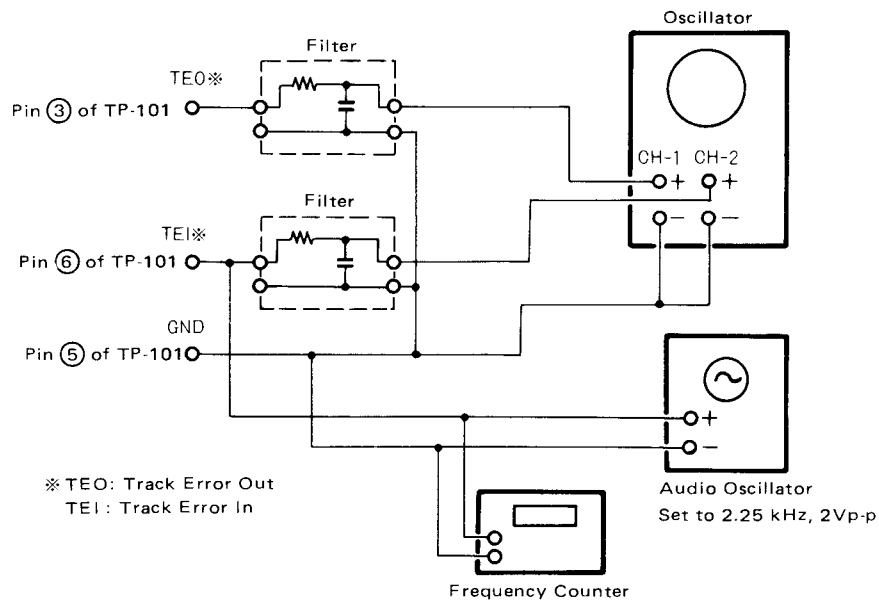 Oscillator
Filter
TEO※
Pin ③ of TP-101
CH-1 CH-2
+ +
− −
Filter
TEI※
Pin ⑥ of TP-101
GND
Pin ⑤ of TP-101
+
−
※ TEO: Track Error Out
TEI : Track Error In
Audio Oscillator
Set to 2.25 kHz, 2Vp-p
Frequency Counter